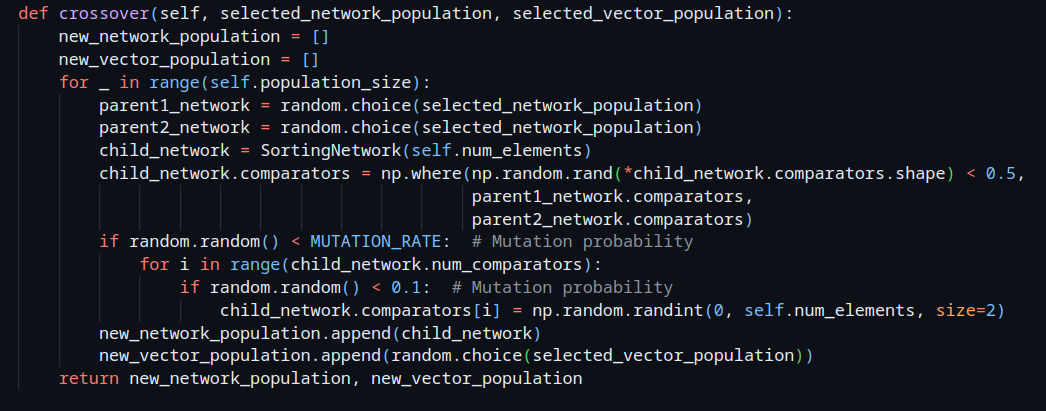 def crossover(self, selected_network_population, selected_vector_population):
    new_network_population = []
    new_vector_population = []
    for _ in range(self.population_size):
        parent1_network = random.choice(selected_network_population)
        parent2_network = random.choice(selected_network_population)
        child_network = SortingNetwork(self.num_elements)
        child_network.comparators = np.where(np.random.rand(*child_network.comparators.shape) < 0.5,
                                             parent1_network.comparators,
                                             parent2_network.comparators)
        if random.random() < MUTATION_RATE:  # Mutation probability
            for i in range(child_network.num_comparators):
                if random.random() < 0.1:  # Mutation probability
                    child_network.comparators[i] = np.random.randint(0, self.num_elements, size=2)
        new_network_population.append(child_network)
        new_vector_population.append(random.choice(selected_vector_population))
    return new_network_population, new_vector_population